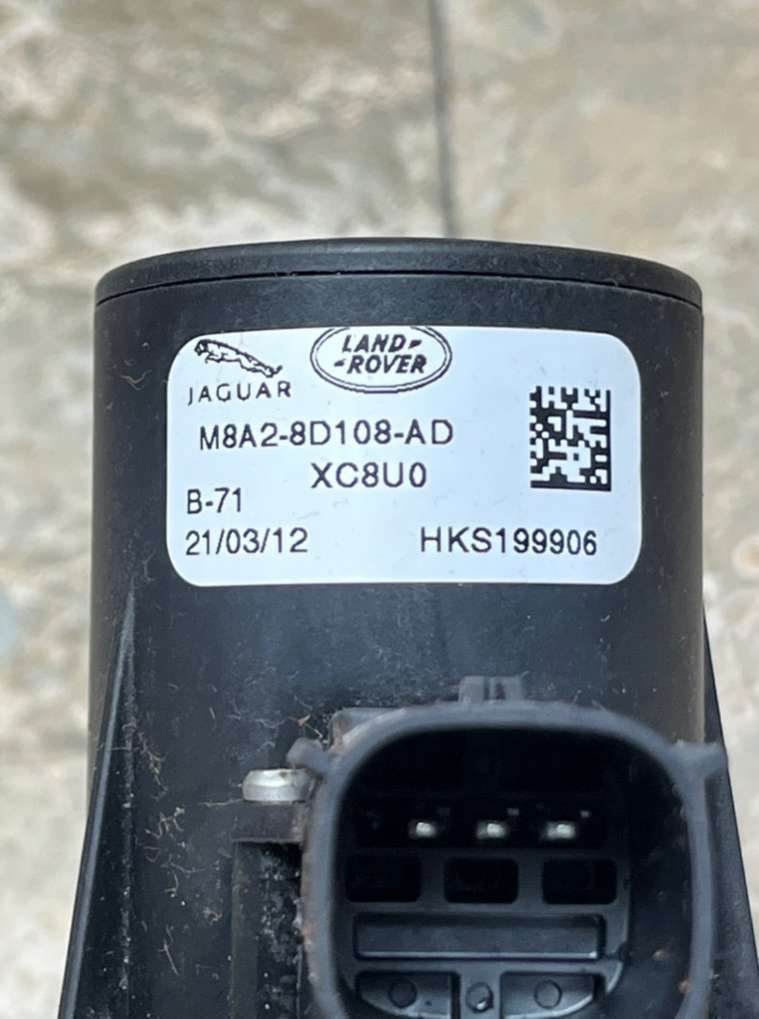 JAGUAR
LAND-
-ROVER
M8A2-8D108-AD
XC8U0
B-71
21/03/12 HKS199906